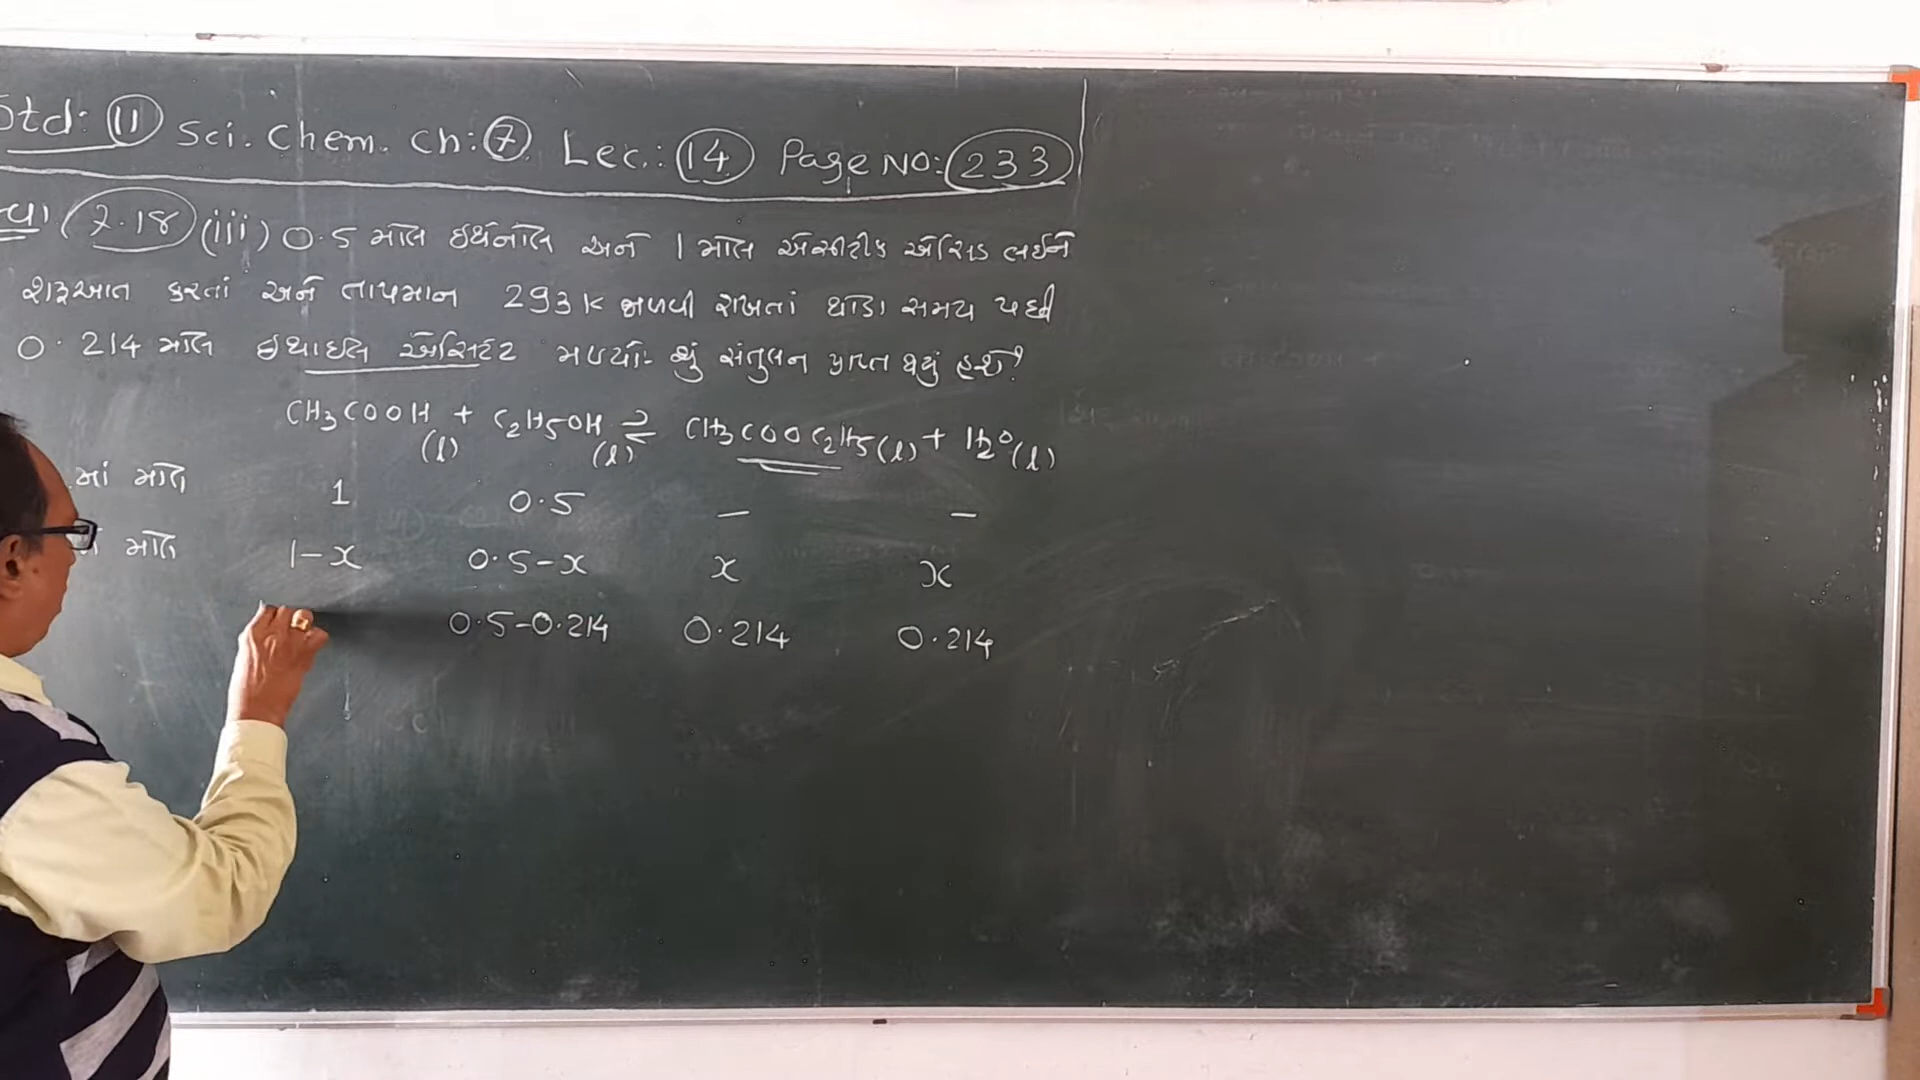 Std: 11 Sci. Chem. Ch: 7. Lec.: 14 Page NO: 233
7.18 (iii) 0.5 મોલ ઇથેનોલ અને 1 મોલ એસીટીક એસિડ લઇને
શરૂઆત કરતાં અને તાપમાન 293K જાળવી રાખતાં થોડા સમય પછી
0.214 મોલ ઇથાઇલ એસિટેટ મળ્યો. શું સંતુલન પ્રાપ્ત થયું હશે?
CH3COOH (l) + C2H5OH (l) ⇌ CH3COOC2H5 (l) + H2O (l)
માં મોલ 1 0.5 — —
મોલ 1-x 0.5-x x x
0.5-0.214 0.214 0.214